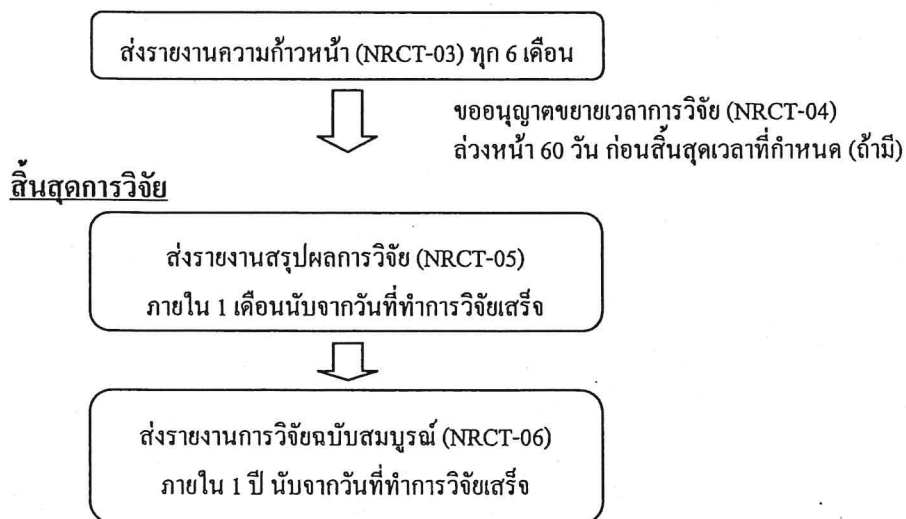 ส่งรายงานความก้าวหน้า (NRCT-03) ทุก 6 เดือน
ขออนุญาตขยายเวลาการวิจัย (NRCT-04)
ล่วงหน้า 60 วัน ก่อนสิ้นสุดเวลาที่กำหนด (ถ้ามี)
สิ้นสุดการวิจัย
ส่งรายงานสรุปผลการวิจัย (NRCT-05)
ภายใน 1 เดือนนับจากวันที่ทำการวิจัยเสร็จ
ส่งรายงานการวิจัยฉบับสมบูรณ์ (NRCT-06)
ภายใน 1 ปี นับจากวันที่ทำการวิจัยเสร็จ